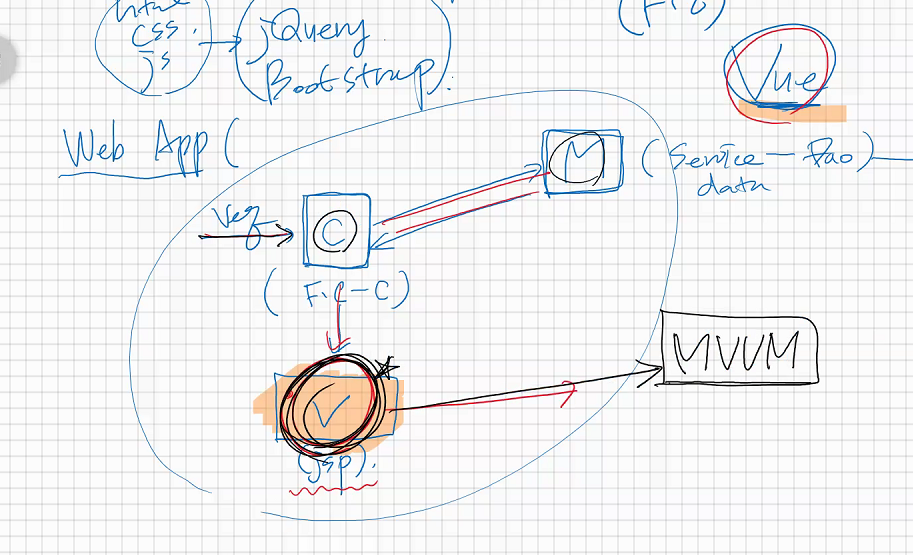 html
css.
js
jQuery
Bootstrap.
Vue
Web App (
M
(Service - Dao)
data
req
C
(F.C - C)
MVVM
V
(jsp).